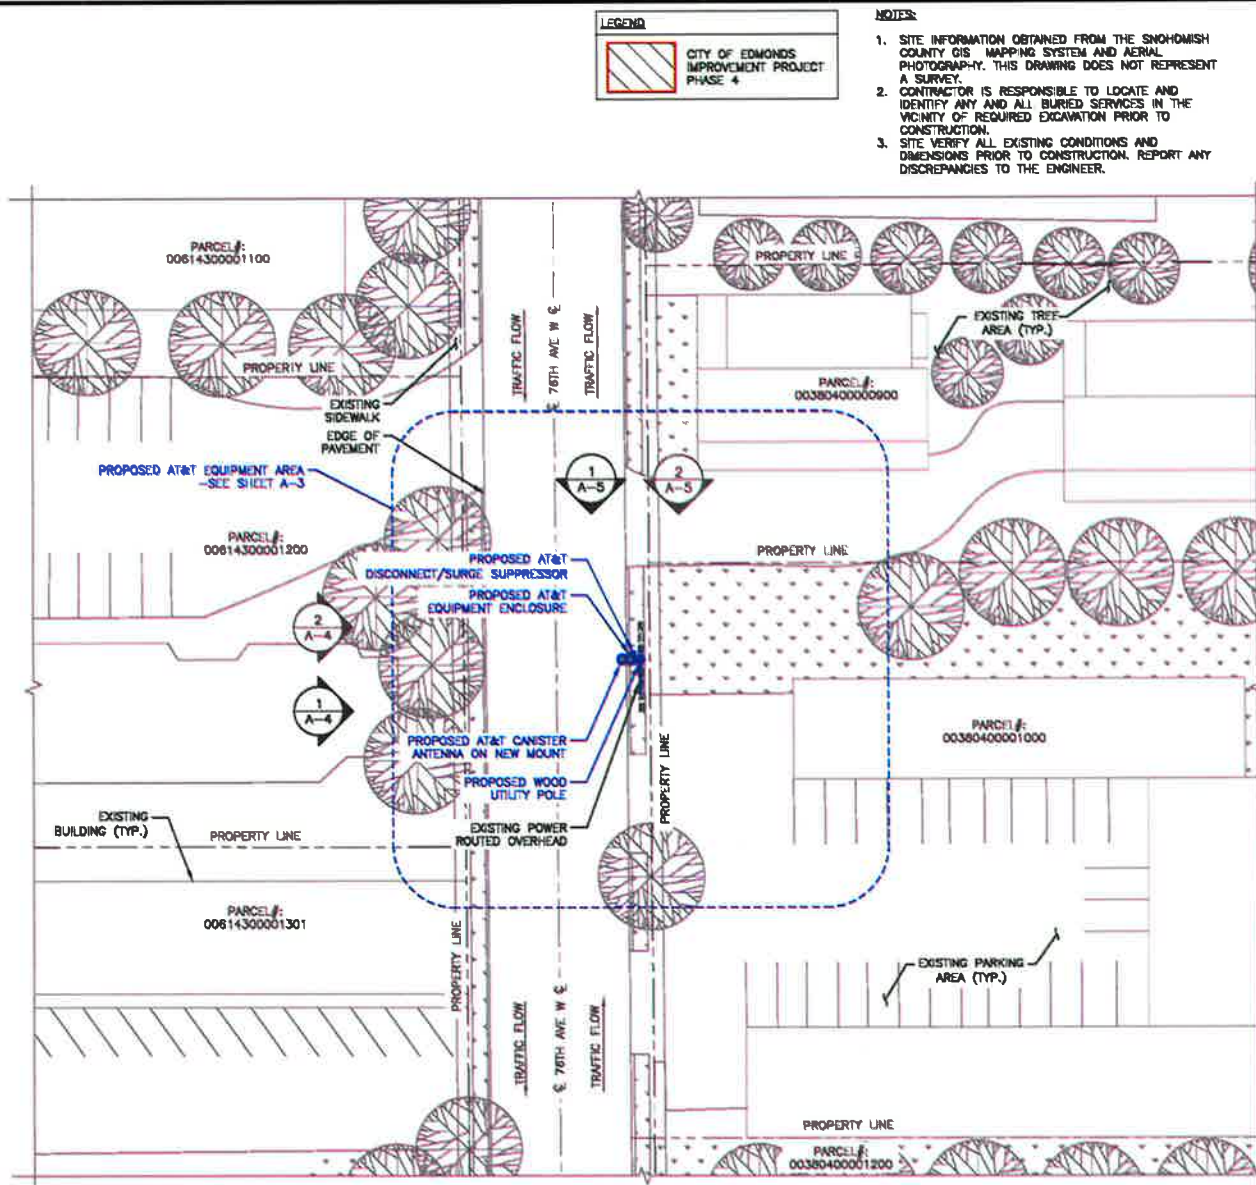 LEGEND
CITY OF EDMONDS
IMPROVEMENT PROJECT
PHASE 4
NOTES:
1. SITE INFORMATION OBTAINED FROM THE SNOHOMISH
COUNTY GIS MAPPING SYSTEM AND AERIAL
PHOTOGRAPHY. THIS DRAWING DOES NOT REPRESENT
A SURVEY.
2. CONTRACTOR IS RESPONSIBLE TO LOCATE AND
IDENTIFY ANY AND ALL BURIED SERVICES IN THE
VICINITY OF REQUIRED EXCAVATION PRIOR TO
CONSTRUCTION.
3. SITE VERIFY ALL EXISTING CONDITIONS AND
DIMENSIONS PRIOR TO CONSTRUCTION. REPORT ANY
DISCREPANCIES TO THE ENGINEER.
PARCEL#:
00614300001100
PROPERTY LINE
TRAFFIC FLOW
℄ 76TH AVE W ℄
TRAFFIC FLOW
PROPERTY LINE
EXISTING TREE
AREA (TYP.)
PARCEL#:
00380400000900
EXISTING
SIDEWALK
EDGE OF
PAVEMENT
PROPOSED AT&T EQUIPMENT AREA
-SEE SHEET A-3
1
A-5
2
A-5
PARCEL#:
00614300001200
PROPOSED AT&T
DISCONNECT/SURGE SUPPRESSOR
PROPOSED AT&T
EQUIPMENT ENCLOSURE
PROPERTY LINE
2
A-4
1
A-4
PROPOSED AT&T CANISTER
ANTENNA ON NEW MOUNT
PROPOSED WOOD
UTILITY POLE
EXISTING POWER
ROUTED OVERHEAD
PROPERTY LINE
PARCEL#:
00380400001000
EXISTING
BUILDING (TYP.)
PROPERTY LINE
PARCEL#:
00614300001301
PROPERTY LINE
EXISTING PARKING
AREA (TYP.)
TRAFFIC FLOW
℄ 76TH AVE W ℄
TRAFFIC FLOW
PROPERTY LINE
PARCEL#:
00380400001200